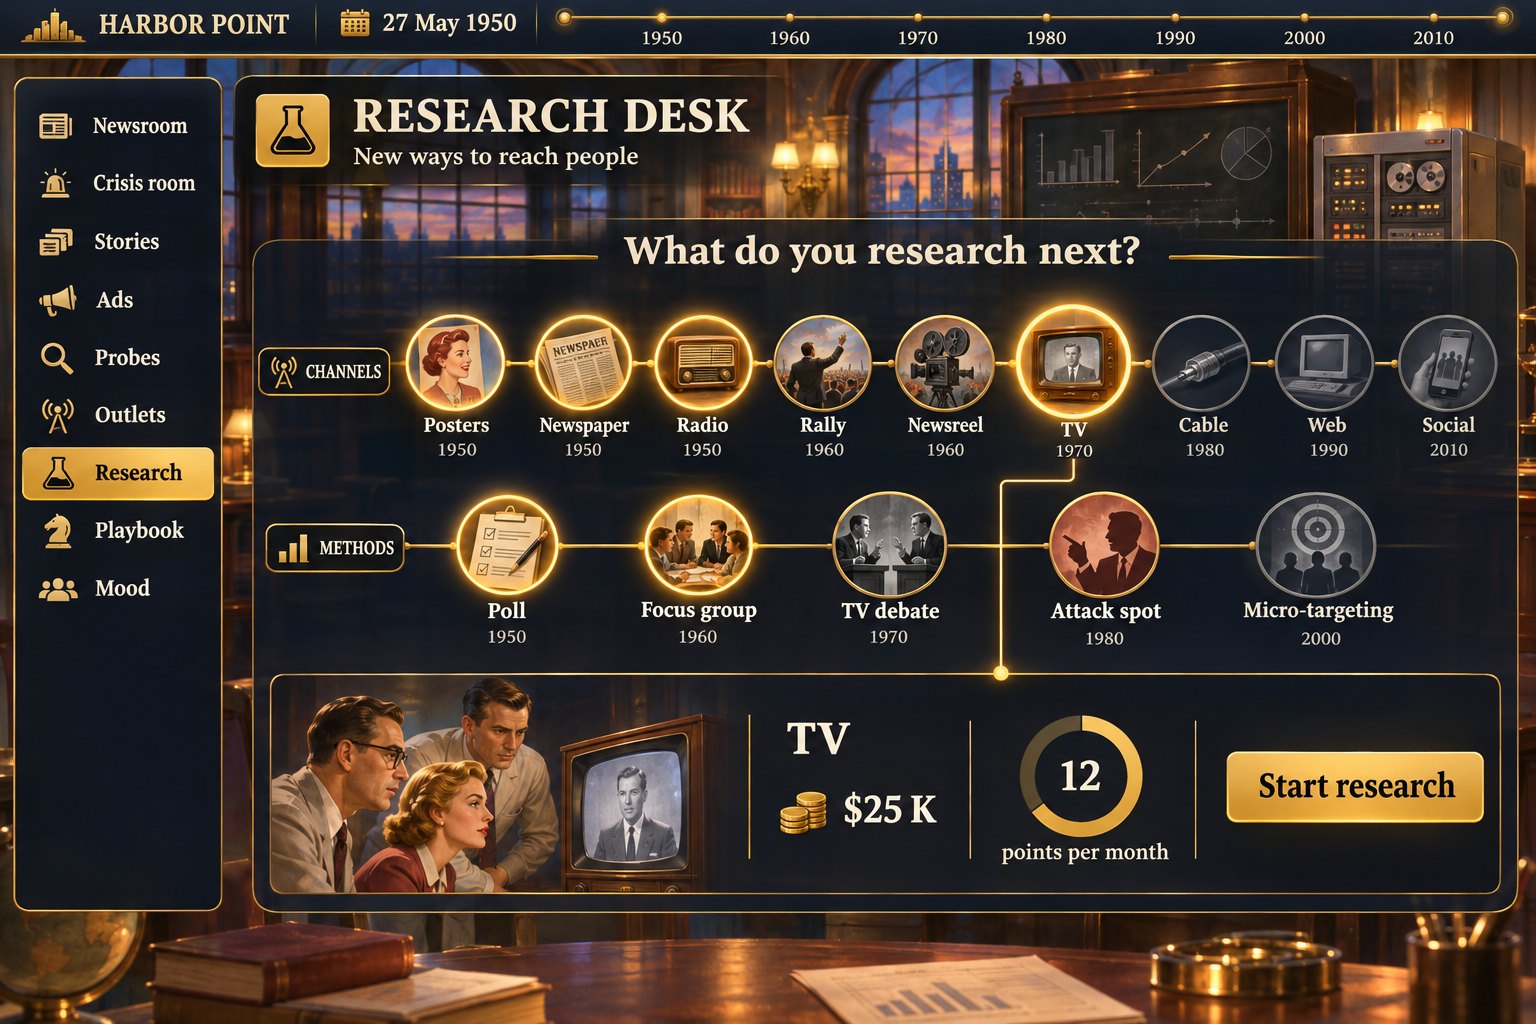 HARBOR POINT
27 May 1950
1950
1960
1970
1980
1990
2000
2010
Newsroom
Crisis room
Stories
Ads
Probes
Outlets
Research
Playbook
Mood
RESEARCH DESK
New ways to reach people
What do you research next?
CHANNELS
NEWSPAER
Posters
1950
Newspaper
1950
Radio
1950
Rally
1960
Newsreel
1960
TV
1970
Cable
1980
Web
1990
Social
2010
METHODS
Poll
1950
Focus group
1960
TV debate
1970
Attack spot
1980
Micro-targeting
2000
TV
$25 K
12
points per month
Start research